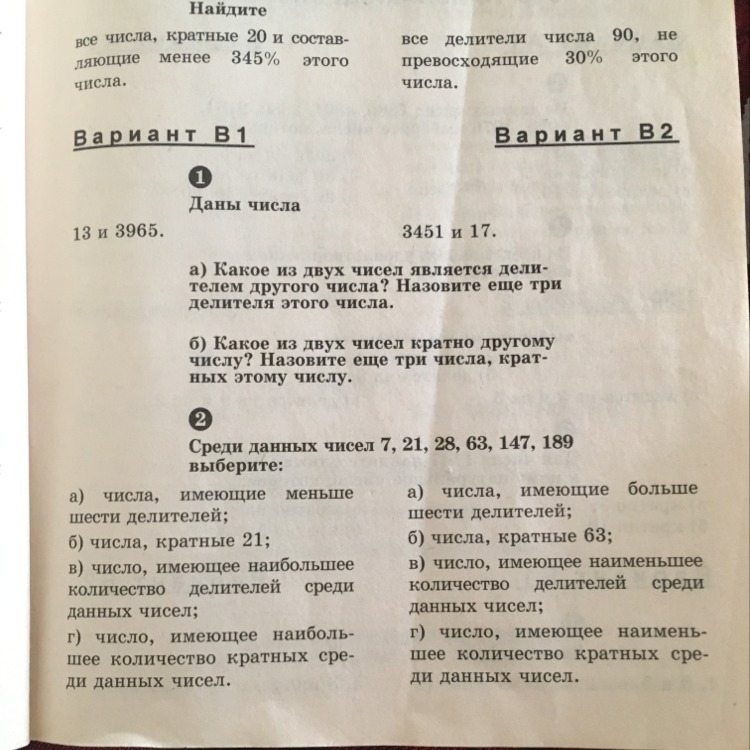 Найдите
все числа, кратные 20 и состав-
ляющие менее 345% этого
числа.
все делители числа 90, не
превосходящие 30% этого
числа.
Вариант В1
Вариант В2
1
Даны числа
13 и 3965.
3451 и 17.
а) Какое из двух чисел является дели-
телем другого числа? Назовите еще три
делителя этого числа.
б) Какое из двух чисел кратно другому
числу? Назовите еще три числа, крат-
ных этому числу.
2
Среди данных чисел 7, 21, 28, 63, 147, 189
выберите:
а) числа, имеющие меньше
шести делителей;
б) числа, кратные 21;
в) число, имеющее наибольшее
количество делителей среди
данных чисел;
г) число, имеющее наиболь-
шее количество кратных сре-
ди данных чисел.
а) числа, имеющие больше
шести делителей;
б) числа, кратные 63;
в) число, имеющее наименьшее
количество делителей среди
данных чисел;
г) число, имеющее наимень-
шее количество кратных сре-
ди данных чисел.